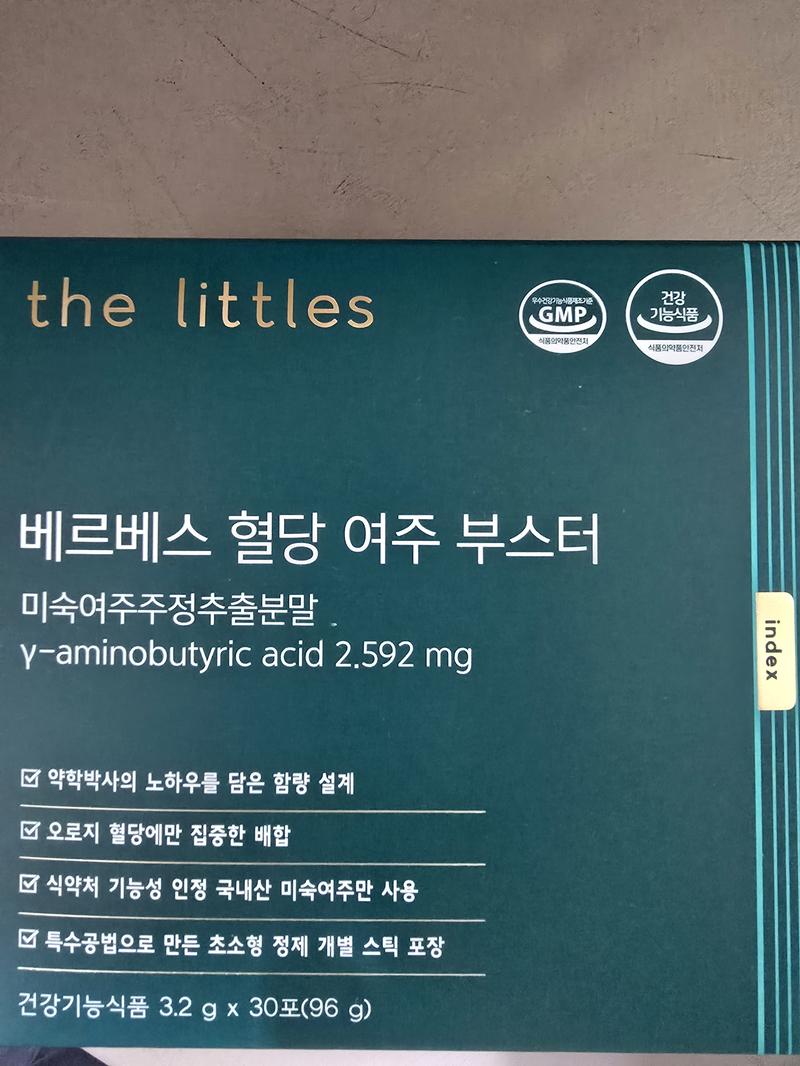 the littles
우수건강기능식품제조기준
GMP
식품의약품안전처
건강
기능식품
식품의약품안전처
베르베스 혈당 여주 부스터
미숙여주주정추출분말
γ-aminobutyric acid 2.592 mg
index
약학박사의 노하우를 담은 함량 설계
오로지 혈당에만 집중한 배합
식약처 기능성 인정 국내산 미숙여주만 사용
특수공법으로 만든 초소형 정제 개별 스틱 포장
건강기능식품 3.2 g x 30포(96 g)